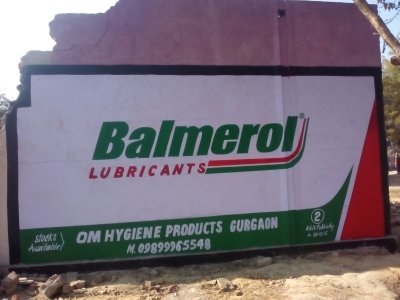 Balmerol®
LUBRICANTS
Stocks
Available
OM HYGIENE PRODUCTS GURGAON
M. 09899965548
2